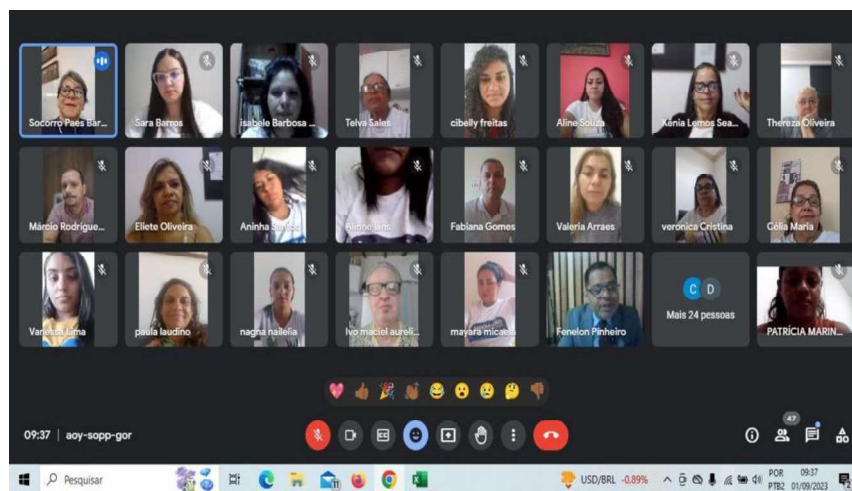 Socorro Paes Bar...
Sara Barros
isabele Barbosa ...
Telva Sales
cibelly freitas
Aline Souza
Kênia Lemos Sea...
Thereza Oliveira
Márcio Rodrigue...
Eliete Oliveira
Aninha
Alinne lins
Fabiana Gomes
Valeria Arraes
veronica Cristina
Célia Maria
Vanessa Lima
paula laudino
nagna nailelia
Ivo maciel aureli...
mayara micaela
Fenelon Pinheiro
C D
Mais 24 pessoas
PATRÍCIA MARIN...
09:37 | aoy-sopp-gor
47
Pesquisar
USD/BRL -0.89%
POR
PTB2
09:37
01/09/2023